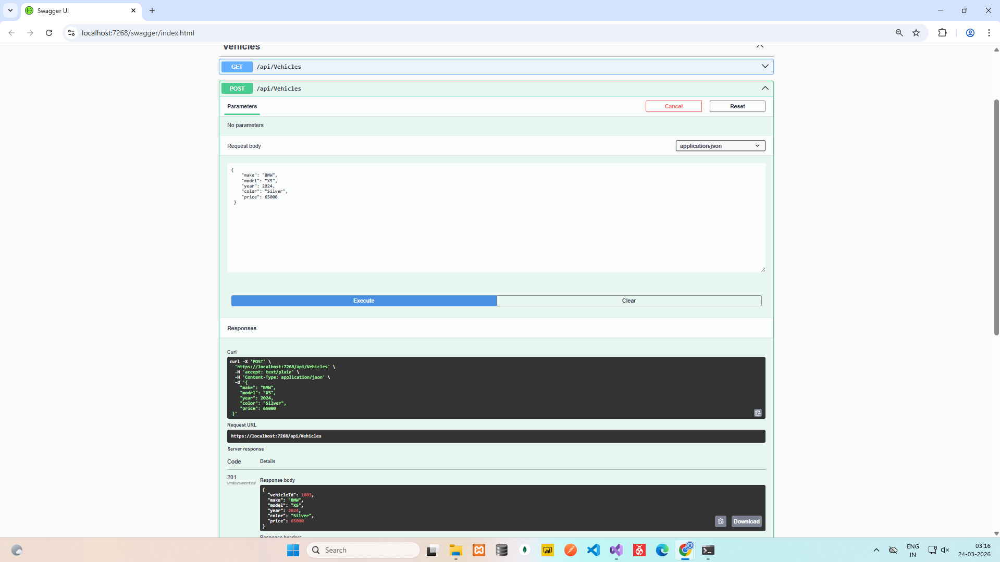 Swagger UI
localhost:7268/swagger/index.html
Vehicles
GET /api/Vehicles
POST /api/Vehicles
Parameters
Cancel
Reset
No parameters
Request body
application/json
{
"make": "BMW",
"model": "X5",
"year": 2024,
"color": "Silver",
"price": 65000
}
Execute
Clear
Responses
Curl
curl -X 'POST' \
'https://localhost:7268/api/Vehicles' \
-H 'accept: text/plain' \
-H 'Content-Type: application/json' \
-d '{
"make": "BMW",
"model": "X5",
"year": 2024,
"color": "Silver",
"price": 65000
}'
Request URL
https://localhost:7268/api/Vehicles
Server response
Code Details
201
Undocumented
Response body
{
"vehicleId": 1003,
"make": "BMW",
"model": "X5",
"year": 2024,
"color": "Silver",
"price": 65000
}
Download
Response headers
Search
ENG
IN
03:16
24-03-2026